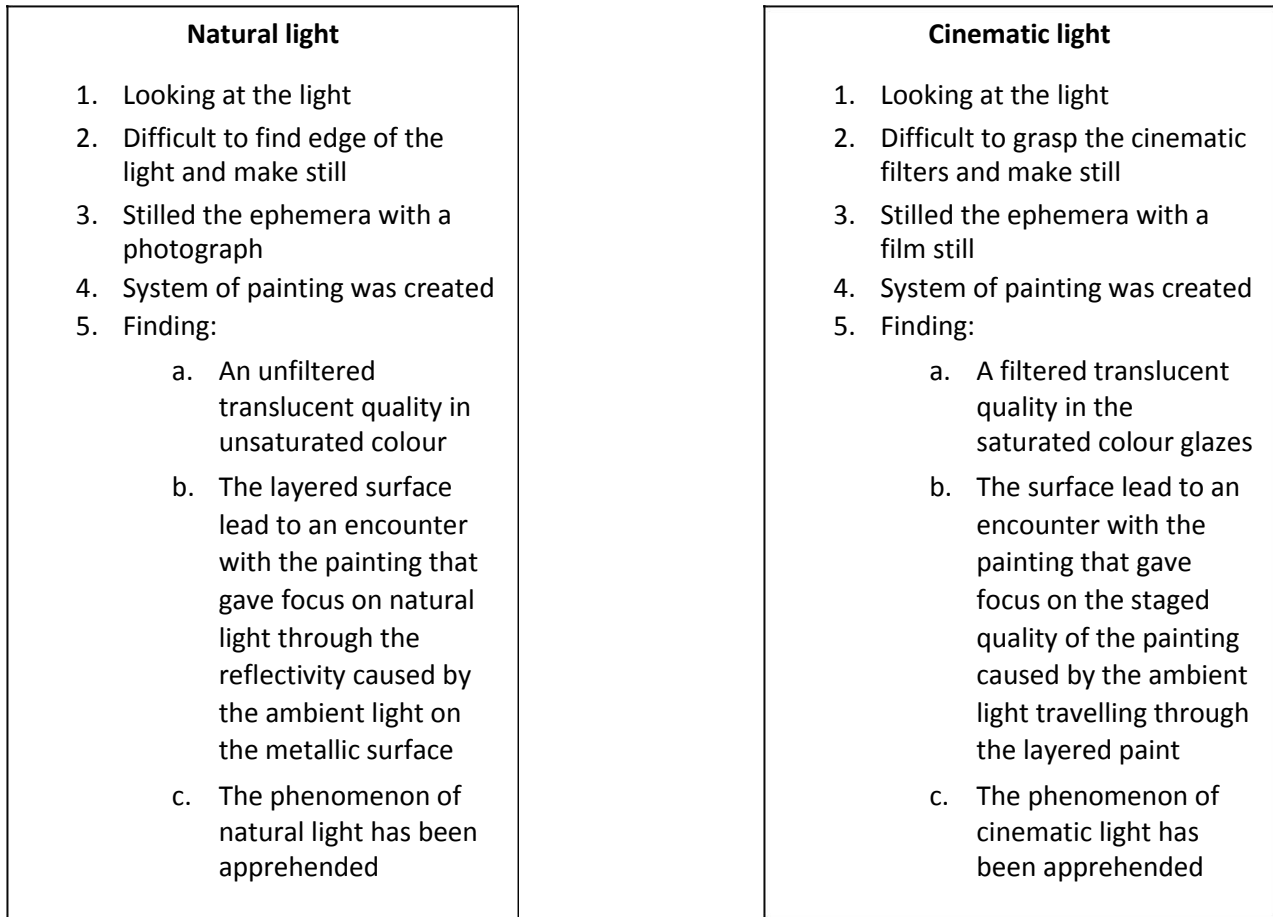 Natural light
1. Looking at the light
2. Difficult to find edge of the
light and make still
3. Stilled the ephemera with a
photograph
4. System of painting was created
5. Finding:
a. An unfiltered
translucent quality in
unsaturated colour
b. The layered surface
lead to an encounter
with the painting that
gave focus on natural
light through the
reflectivity caused by
the ambient light on
the metallic surface
c. The phenomenon of
natural light has been
apprehended
Cinematic light
1. Looking at the light
2. Difficult to grasp the cinematic
filters and make still
3. Stilled the ephemera with a
film still
4. System of painting was created
5. Finding:
a. A filtered translucent
quality in the
saturated colour glazes
b. The surface lead to an
encounter with the
painting that gave
focus on the staged
quality of the painting
caused by the ambient
light travelling through
the layered paint
c. The phenomenon of
cinematic light has
been apprehended